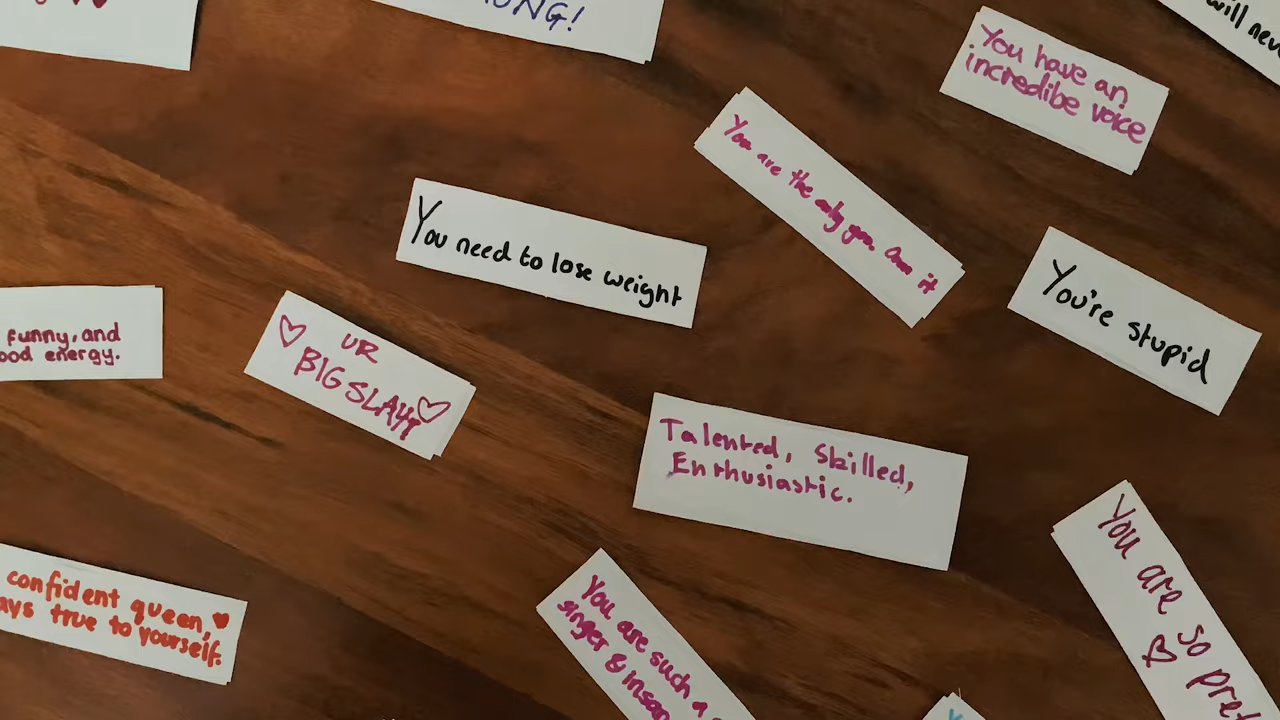 ONG!
will nev
You have an
incredibe voice
You are the only you. Own it
You need to lose weight
You're stupid
funny, and
ood energy.
UR
BIG SLAYY
Talented, Skilled,
Enthusiastic.
You are so pret
confident queen,
ays true to yourself.
You are such a
singer & insan